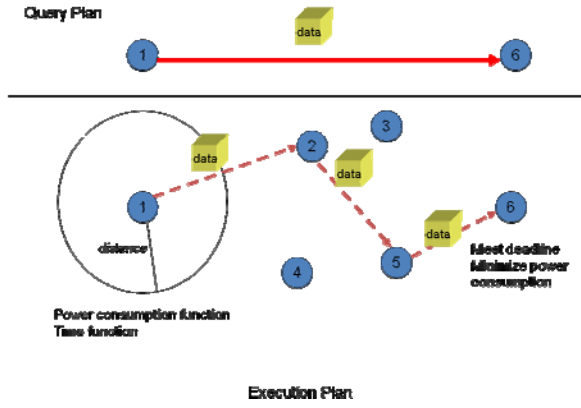 Query Plan
data
1
6
3
data
2
data
1
data
6
distance
4
5
Meet deadline
Minimize power
consumption
Power consumption function
Time function
Execution Plan